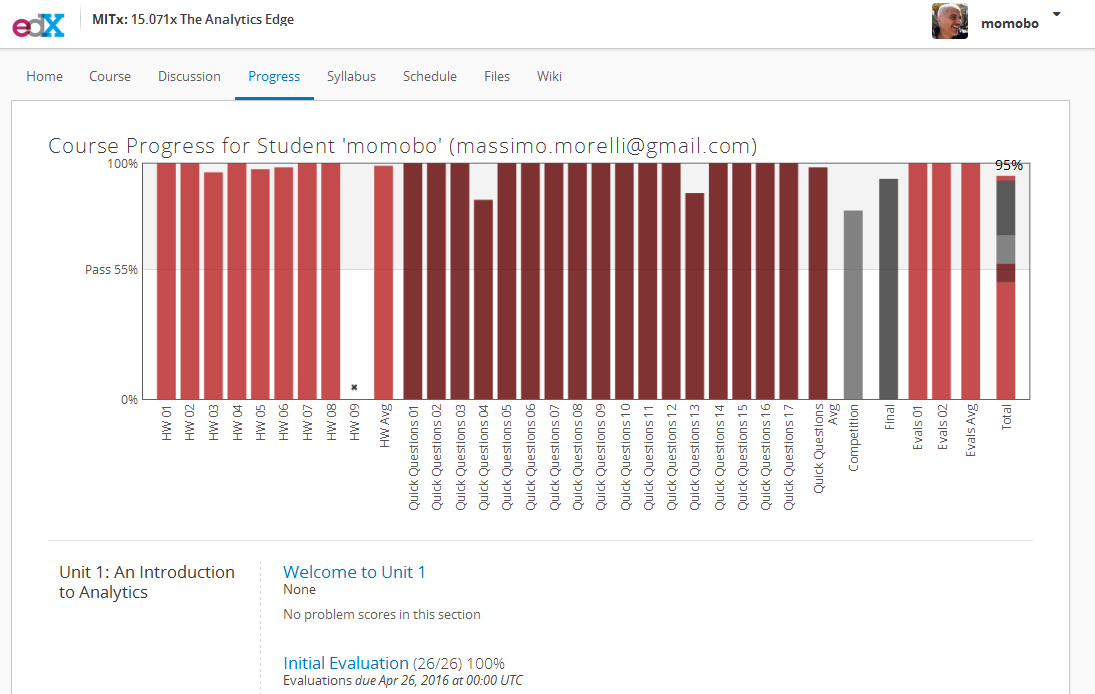 edX
MITx: 15.071x The Analytics Edge
momobo
Home Course Discussion Progress Syllabus Schedule Files Wiki
Course Progress for Student 'momobo' (massimo.morelli@gmail.com)
100%
95%
Pass 55%
0%
HW 01
HW 02
HW 03
HW 04
HW 05
HW 06
HW 07
HW 08
HW 09
HW Avg
Quick Questions 01
Quick Questions 02
Quick Questions 03
Quick Questions 04
Quick Questions 05
Quick Questions 06
Quick Questions 07
Quick Questions 08
Quick Questions 09
Quick Questions 10
Quick Questions 11
Quick Questions 12
Quick Questions 13
Quick Questions 14
Quick Questions 15
Quick Questions 16
Quick Questions 17
Quick Questions
Avg
Competition
Final
Evals 01
Evals 02
Evals Avg
Total
Unit 1: An Introduction
to Analytics
Welcome to Unit 1
None
No problem scores in this section
Initial Evaluation (26/26) 100%
Evaluations due Apr 26, 2016 at 00:00 UTC